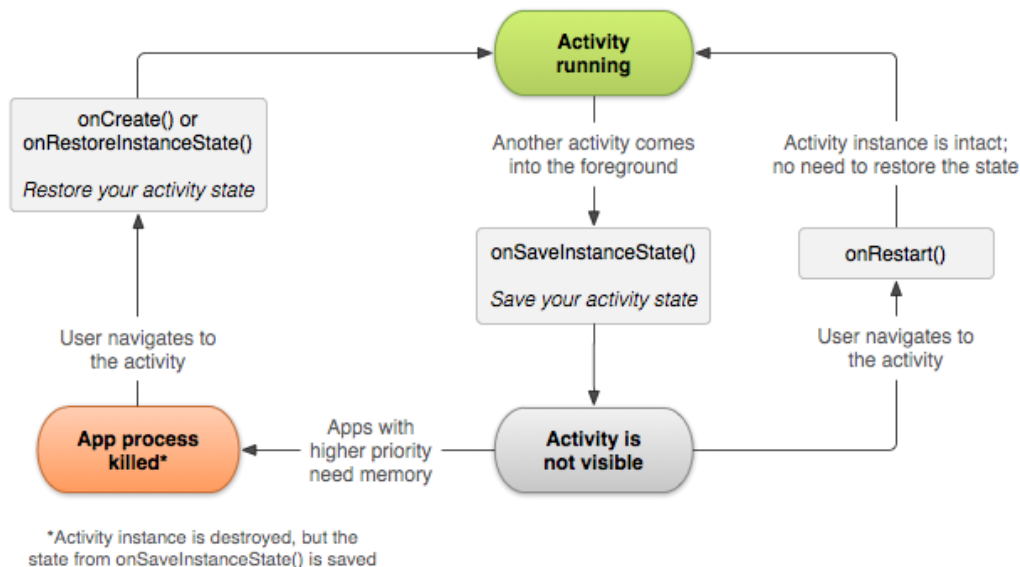 Activity
running
onCreate() or
onRestoreInstanceState()
Restore your activity state
Another activity comes
into the foreground
Activity instance is intact;
no need to restore the state
onSaveInstanceState()
Save your activity state
onRestart()
User navigates to
the activity
User navigates to
the activity
App process
killed*
Apps with
higher priority
need memory
Activity is
not visible
*Activity instance is destroyed, but the
state from onSaveInstanceState() is saved